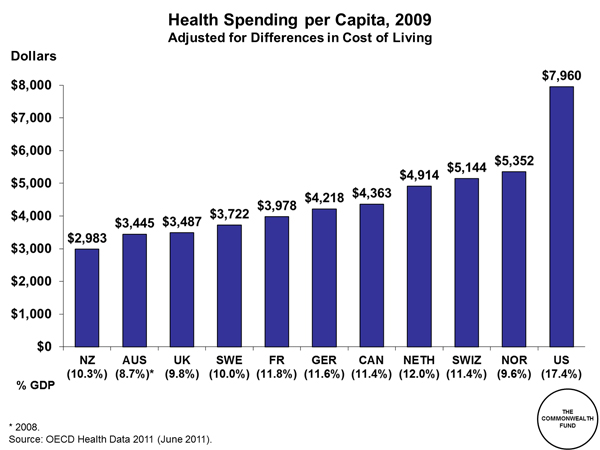 Health Spending per Capita, 2009
Adjusted for Differences in Cost of Living
Dollars
$8,000
$7,000
$6,000
$5,000
$4,000
$3,000
$2,000
$1,000
$0
$2,983
$3,445
$3,487
$3,722
$3,978
$4,218
$4,363
$4,914
$5,144
$5,352
$7,960
NZ AUS UK SWE FR GER CAN NETH SWIZ NOR US
% GDP (10.3%) (8.7%)* (9.8%) (10.0%) (11.8%) (11.6%) (11.4%) (12.0%) (11.4%) (9.6%) (17.4%)
* 2008.
Source: OECD Health Data 2011 (June 2011).
THE
COMMONWEALTH
FUND